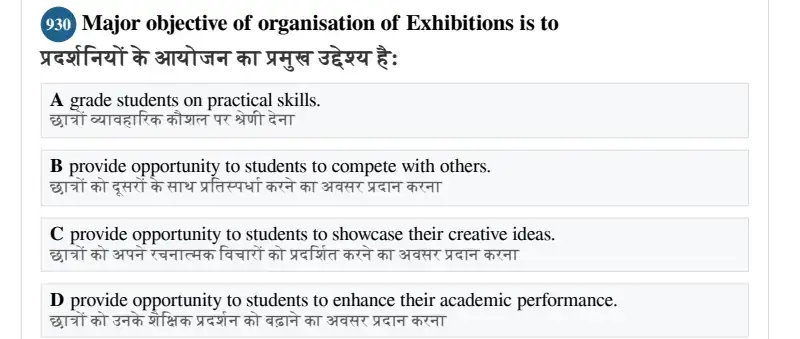 930 Major objective of organisation of Exhibitions is to
प्रदर्शनियों के आयोजन का प्रमुख उद्देश्य है:
A grade students on practical skills.
छात्रों व्यावहारिक कौशल पर श्रेणी देना
B provide opportunity to students to compete with others.
छात्रों को दूसरों के साथ प्रतिस्पर्धा करने का अवसर प्रदान करना
C provide opportunity to students to showcase their creative ideas.
छात्रों को अपने रचनात्मक विचारों को प्रदर्शित करने का अवसर प्रदान करना
D provide opportunity to students to enhance their academic performance.
छात्रों को उनके शैक्षिक प्रदर्शन को बढ़ाने का अवसर प्रदान करना